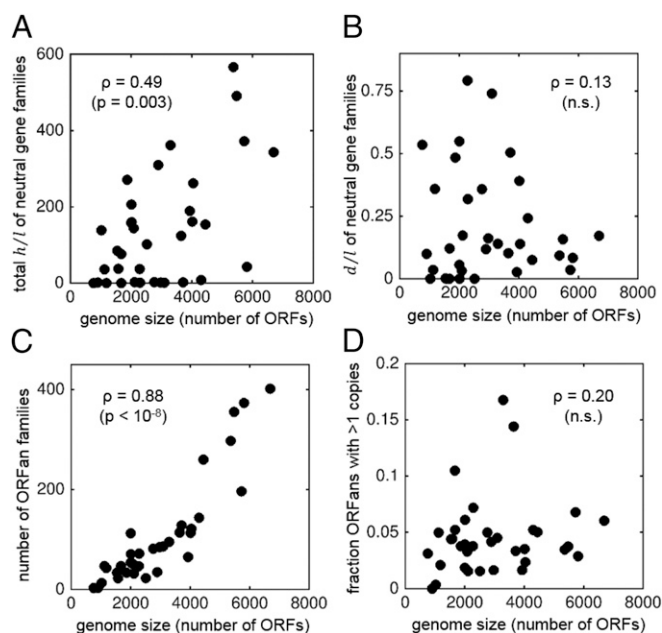 A
total h/l of neutral gene families
600
400
200
0
ρ = 0.49
(p = 0.003)
0 2000 4000 6000 8000
genome size (number of ORFs)
B
d/l of neutral gene families
0.75
0.5
0.25
0
ρ = 0.13
(n.s.)
0 2000 4000 6000 8000
genome size (number of ORFs)
C
number of ORFan families
400
200
0
ρ = 0.88
(p < 10⁻⁸)
0 2000 4000 6000 8000
genome size (number of ORFs)
D
fraction ORFans with >1 copies
0.2
0.15
0.1
0.05
0
ρ = 0.20
(n.s.)
0 2000 4000 6000 8000
genome size (number of ORFs)